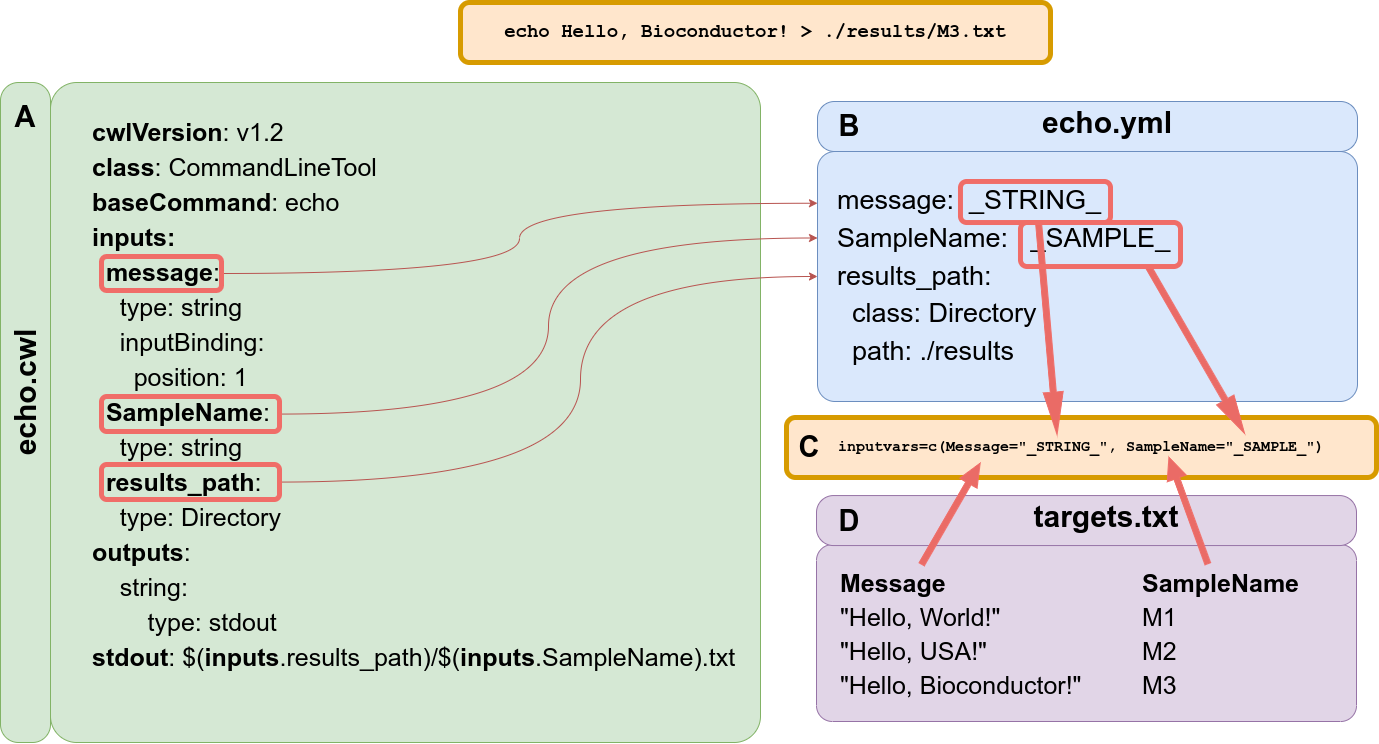 echo Hello, Bioconductor! > ./results/M3.txt
A
echo.cwl
cwlVersion: v1.2
class: CommandLineTool
baseCommand: echo
inputs:
message:
type: string
inputBinding:
position: 1
SampleName:
type: string
results_path:
type: Directory
outputs:
string:
type: stdout
stdout: $(inputs.results_path)/$(inputs.SampleName).txt
B
echo.yml
message: _STRING_
SampleName: _SAMPLE_
results_path:
class: Directory
path: ./results
C
inputvars=c(Message="_STRING_", SampleName="_SAMPLE_")
D
targets.txt
Message SampleName
"Hello, World!" M1
"Hello, USA!" M2
"Hello, Bioconductor!" M3